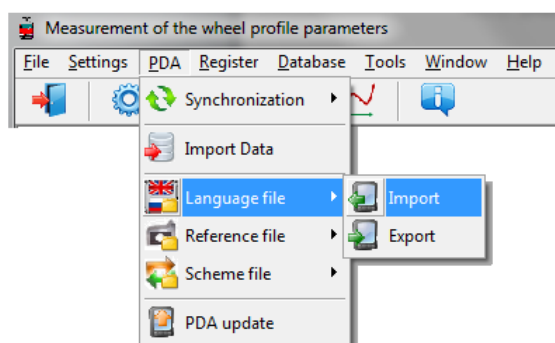 Measurement of the wheel profile parameters
File Settings PDA Register Database Tools Window Help
Synchronization
Import Data
Language file
Import
Reference file
Export
Scheme file
PDA update